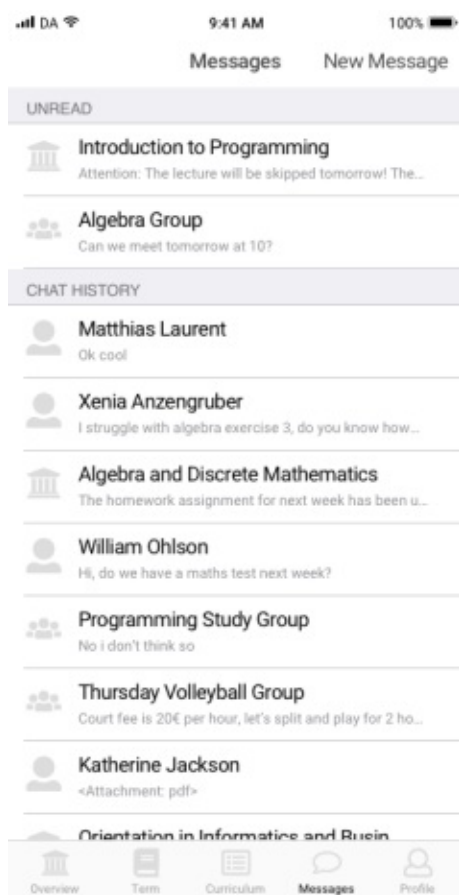 DA
9:41 AM
100%
Messages
New Message
UNREAD
Introduction to Programming
Attention: The lecture will be skipped tomorrow! The...
Algebra Group
Can we meet tomorrow at 10?
CHAT HISTORY
Matthias Laurent
Ok cool
Xenia Anzengruber
I struggle with algebra exercise 3, do you know how...
Algebra and Discrete Mathematics
The homework assignment for next week has been u...
William Ohlson
Hi, do we have a maths test next week?
Programming Study Group
No i don't think so
Thursday Volleyball Group
Court fee is 20€ per hour, let's split and play for 2 ho...
Katherine Jackson
<Attachment: pdf>
Orientation in Informatics and Busin
Overview
Term
Curriculum
Messages
Profile